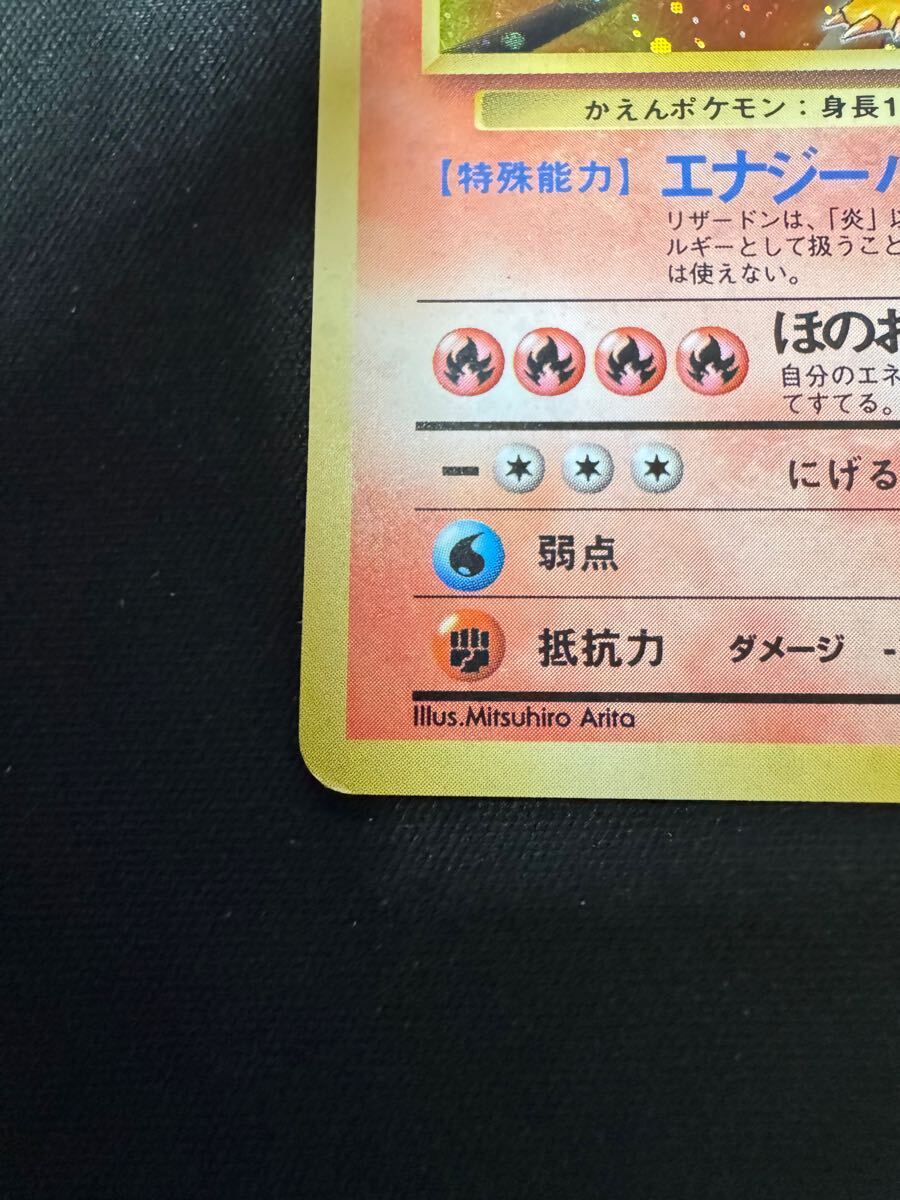 かえんポケモン：身長1
【特殊能力】 エナジー
リザードンは、「炎」
ルギーとして扱うこと
は使えない。
ほのお
自分のエネ
てすてる。
にげる
弱点
抵抗力 ダメージ -
Illus.Mitsuhiro Arita